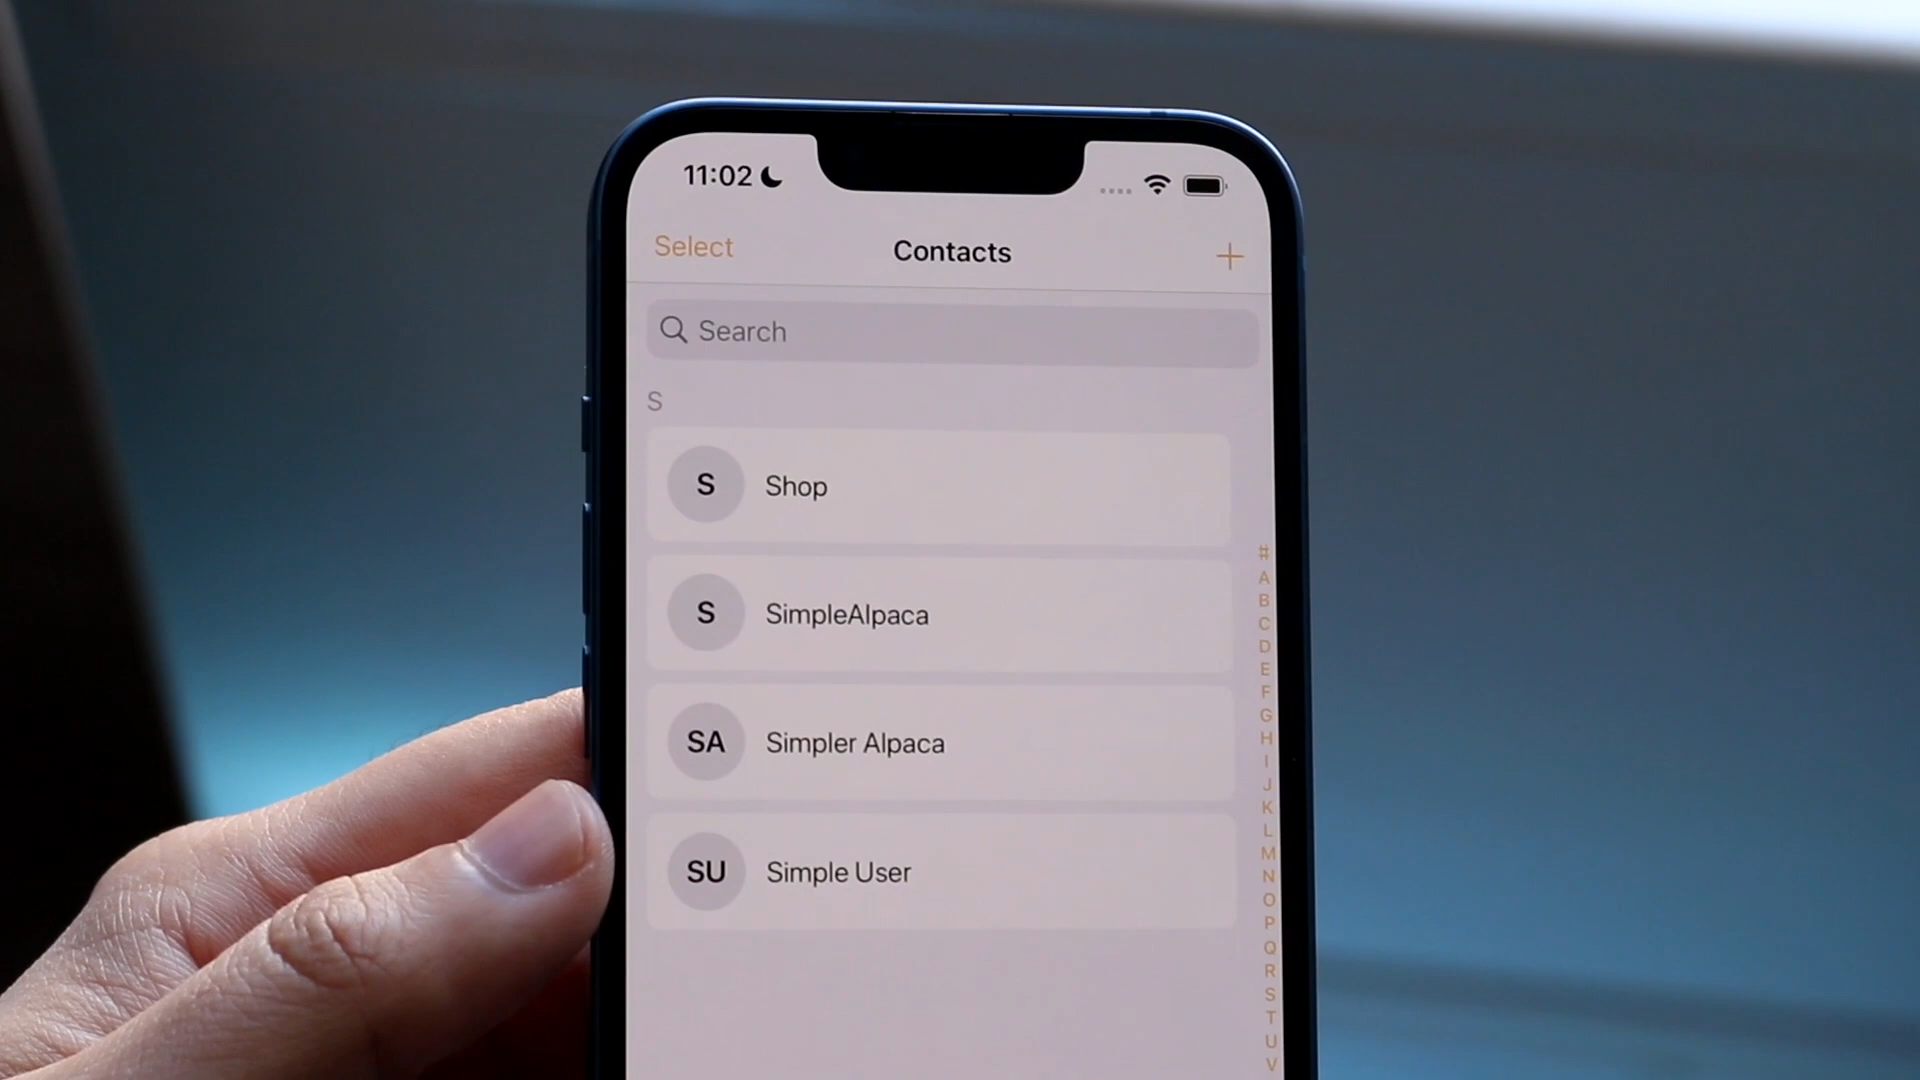 11:02
Select Contacts +
Search
S
S Shop
S SimpleAlpaca
SA Simpler Alpaca
SU Simple User
#
A
B
C
D
E
F
G
H
I
J
K
L
M
N
O
P
Q
R
S
T
U
V